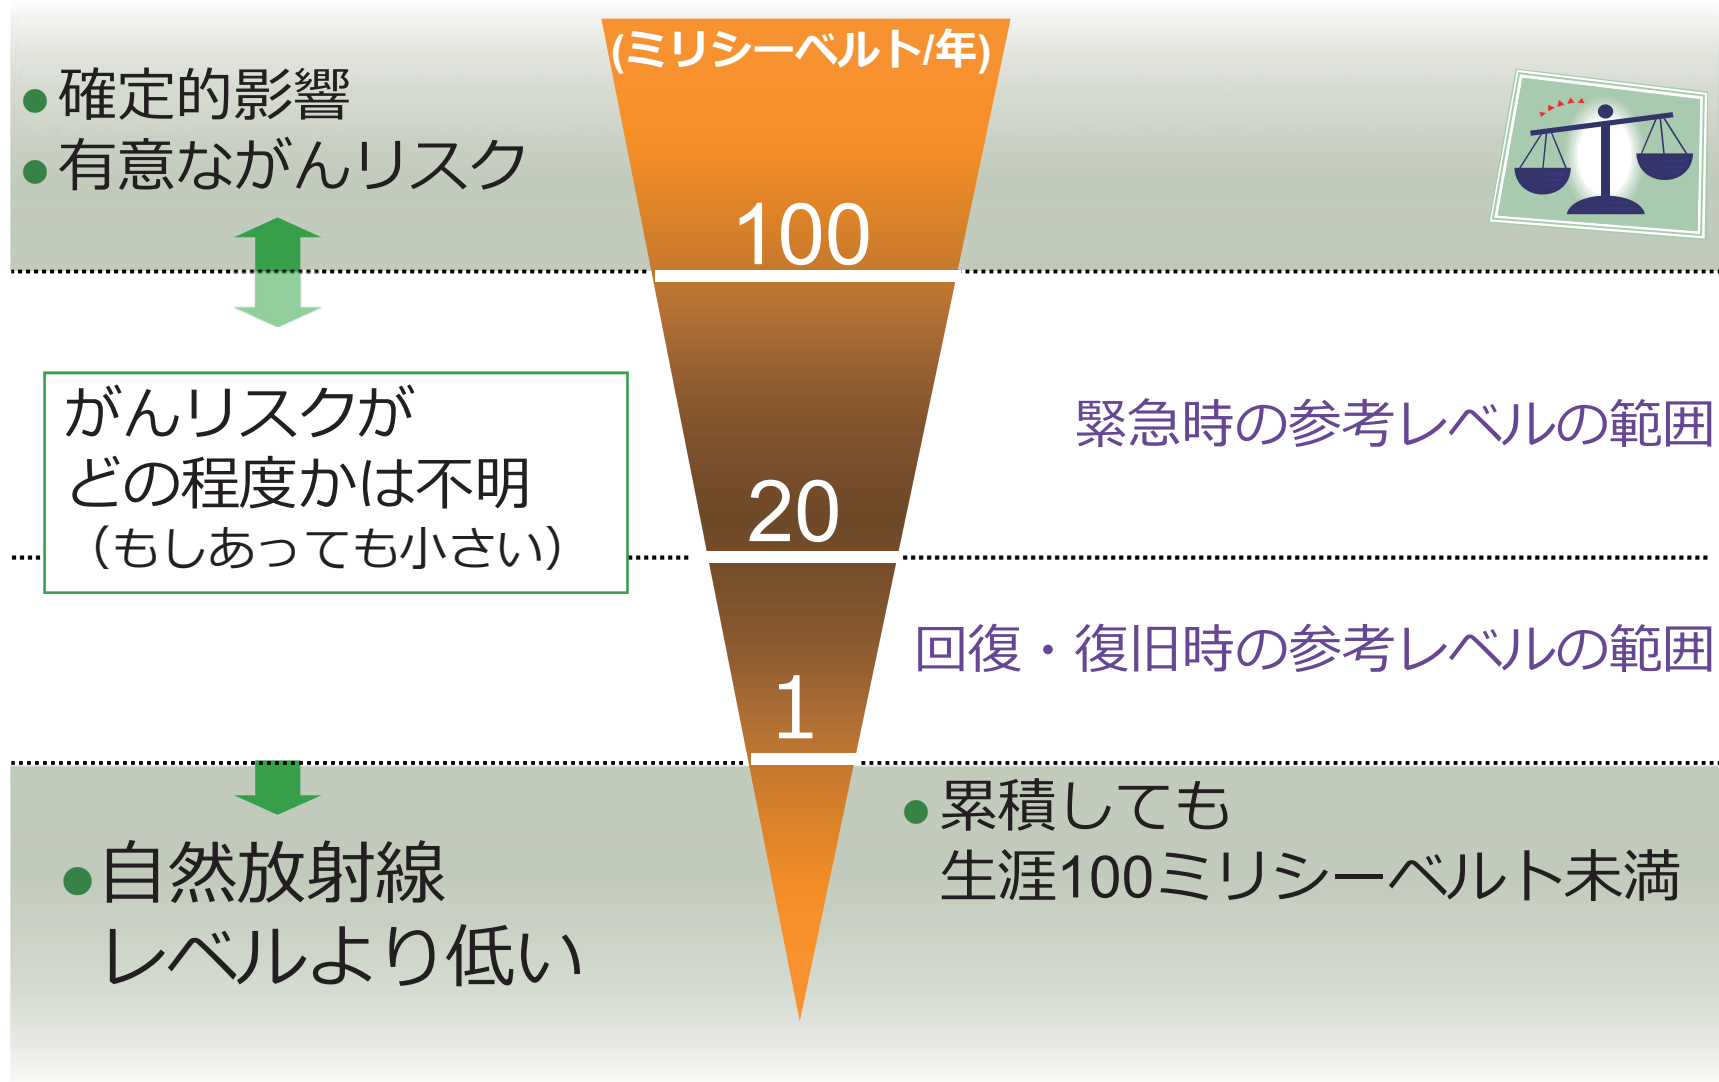 (ミリシーベルト/年)
●確定的影響
●有意ながんリスク
100
がんリスクが
どの程度かは不明
（もしあっても小さい）
緊急時の参考レベルの範囲
20
回復・復旧時の参考レベルの範囲
1
●自然放射線
レベルより低い
●累積しても
生涯100ミリシーベルト未満